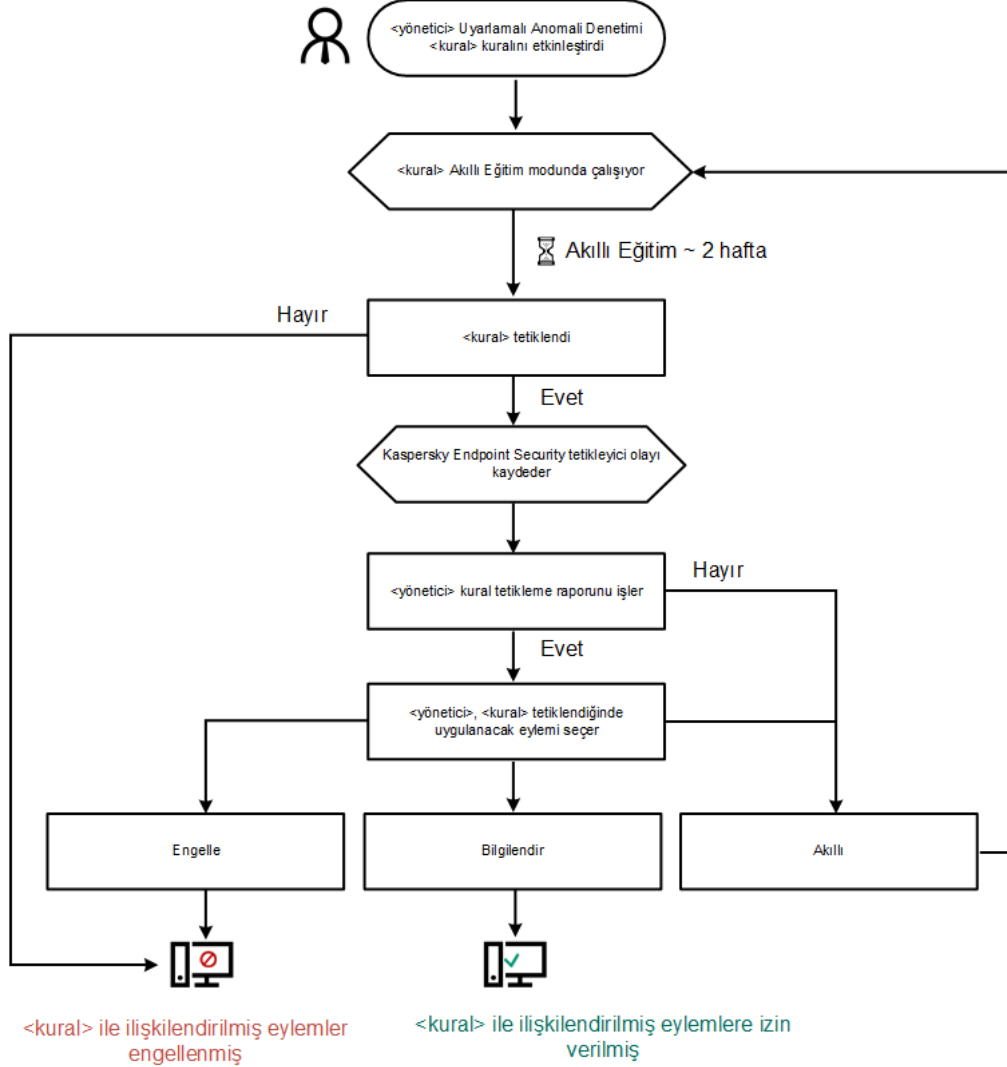 <yönetici> Uyarlamalı Anomali Denetimi
<kural> kuralını etkinleştirdi
<kural> Akıllı Eğitim modunda çalışıyor
Akıllı Eğitim ~ 2 hafta
Hayır
<kural> tetiklendi
Evet
Kaspersky Endpoint Security tetikleyici olayı
kaydeder
<yönetici> kural tetikleme raporunu işler
Hayır
Evet
<yönetici>, <kural> tetiklendiğinde
uygulanacak eylemi seçer
Engelle
Bilgilendir
Akıllı
<kural> ile ilişkilendirilmiş eylemler
engellenmiş
<kural> ile ilişkilendirilmiş eylemlere izin
verilmiş